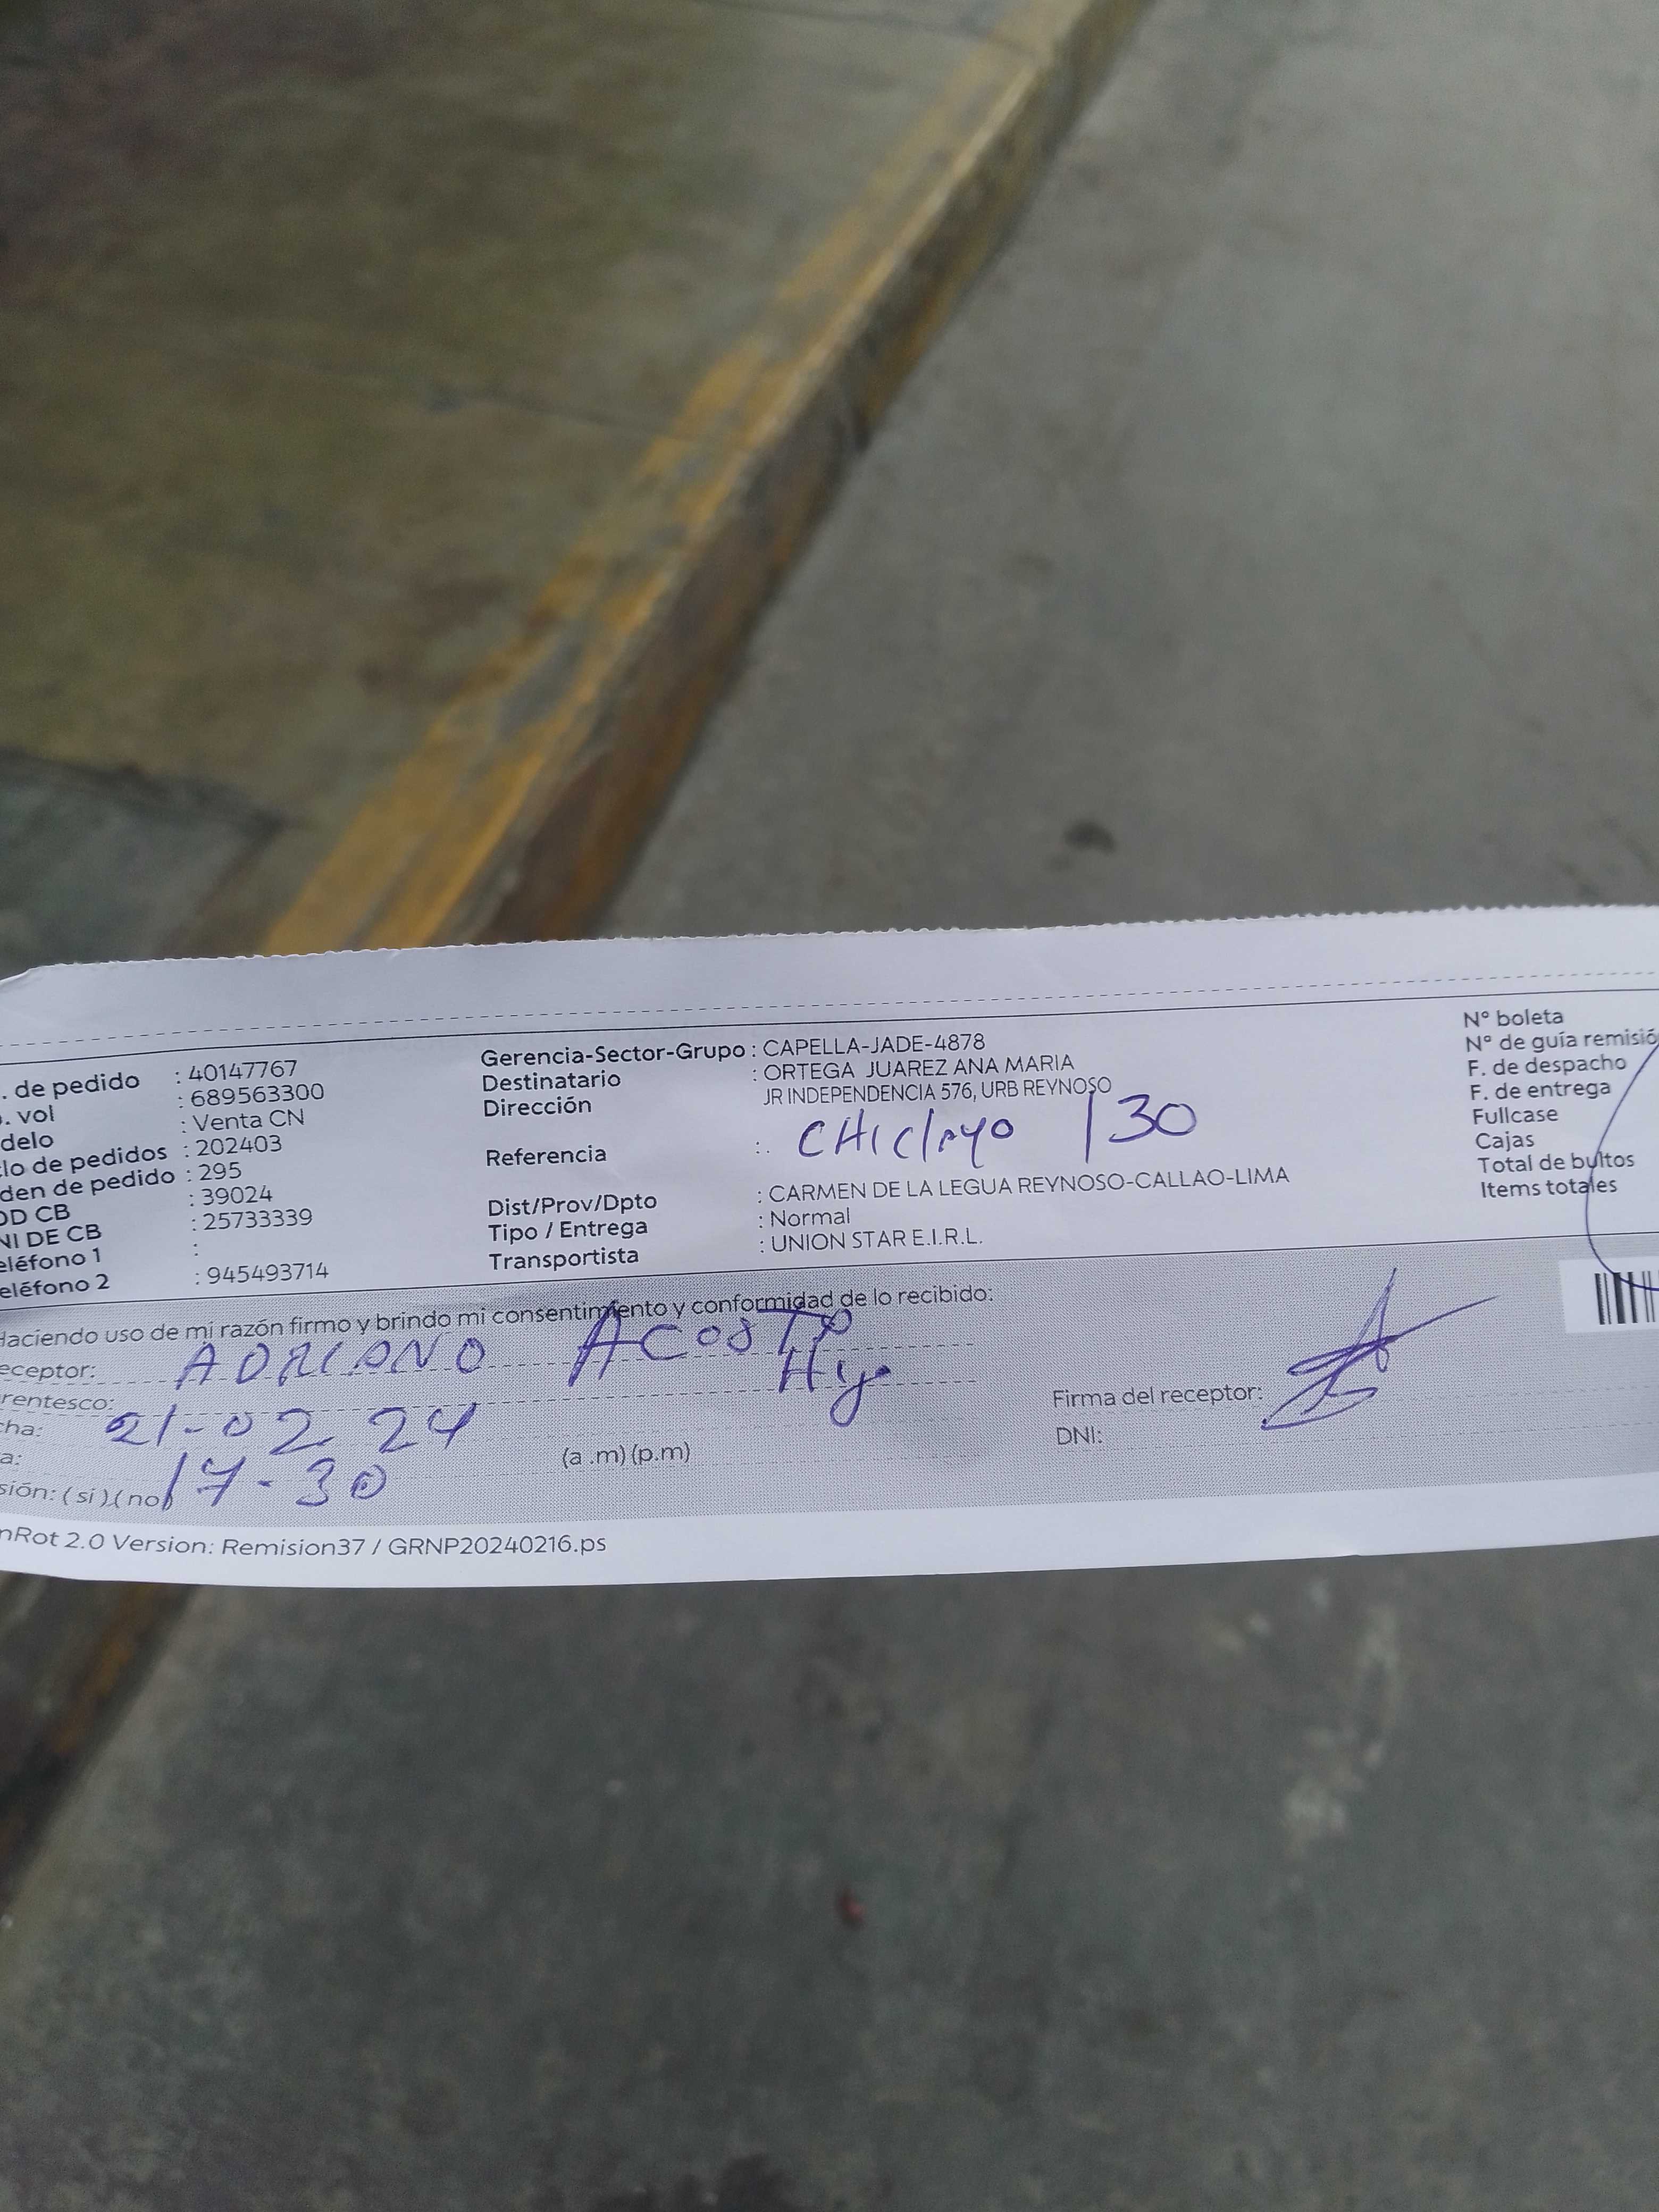 . de pedido : 40147767
. vol : 689563300
delo : Venta CN
lo de pedidos : 202403
den de pedido : 295
OD CB : 39024
NI DE CB : 25733339
eléfono 1 :
eléfono 2 : 945493714
Gerencia-Sector-Grupo : CAPELLA-JADE-4878
Destinatario : ORTEGA JUAREZ ANA MARIA
Dirección JR INDEPENDENCIA 576, URB REYNOSO
Referencia :. CHiclayo 130
Dist/Prov/Dpto : CARMEN DE LA LEGUA REYNOSO-CALLAO-LIMA
Tipo / Entrega : Normal
Transportista : UNION STAR E.I.R.L.
N° boleta
N° de guía remisió
F. de despacho
F. de entrega
Fullcase
Cajas
Total de bultos
Items totales
Haciendo uso de mi razón firmo y brindo mi consentimiento y conformidad de lo recibido:
eceptor: ADRIANO ACOSTA
rentesco:
cha: 21-02 24
a: 17-30 (a .m) (p.m)
sión: ( si ).( no)
Firma del receptor:
DNI:
nRot 2.0 Version: Remision37 / GRNP20240216.ps